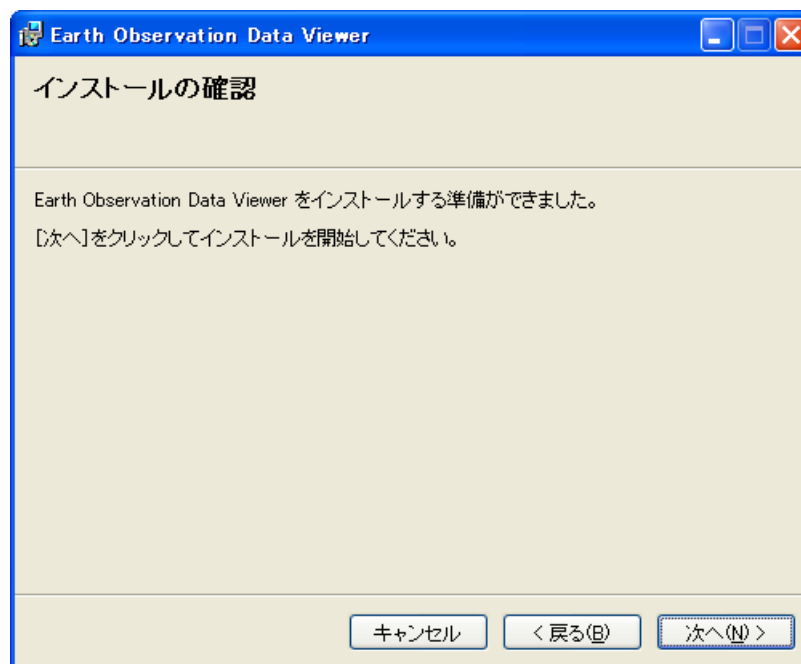 Earth Observation Data Viewer
インストールの確認
Earth Observation Data Viewer をインストールする準備ができました。
[次へ]をクリックしてインストールを開始してください。
キャンセル
< 戻る(B)
次へ(N) >